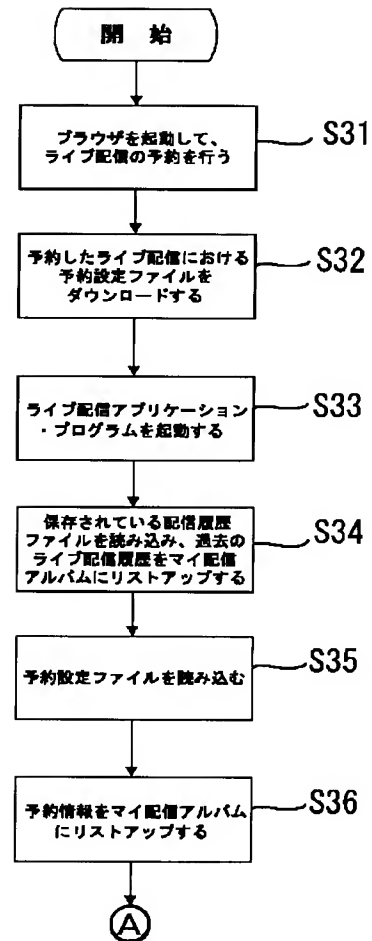 開 始
ブラウザを起動して、
ライブ配信の予約を行う
S31
予約したライブ配信における
予約設定ファイルを
ダウンロードする
S32
ライブ配信アプリケーション
・プログラムを起動する
S33
保存されている配信履歴
ファイルを読み込み、過去の
ライブ配信履歴をマイ配信
アルバムにリストアップする
S34
予約設定ファイルを読み込む
S35
予約情報をマイ配信アルバム
にリストアップする
S36
A